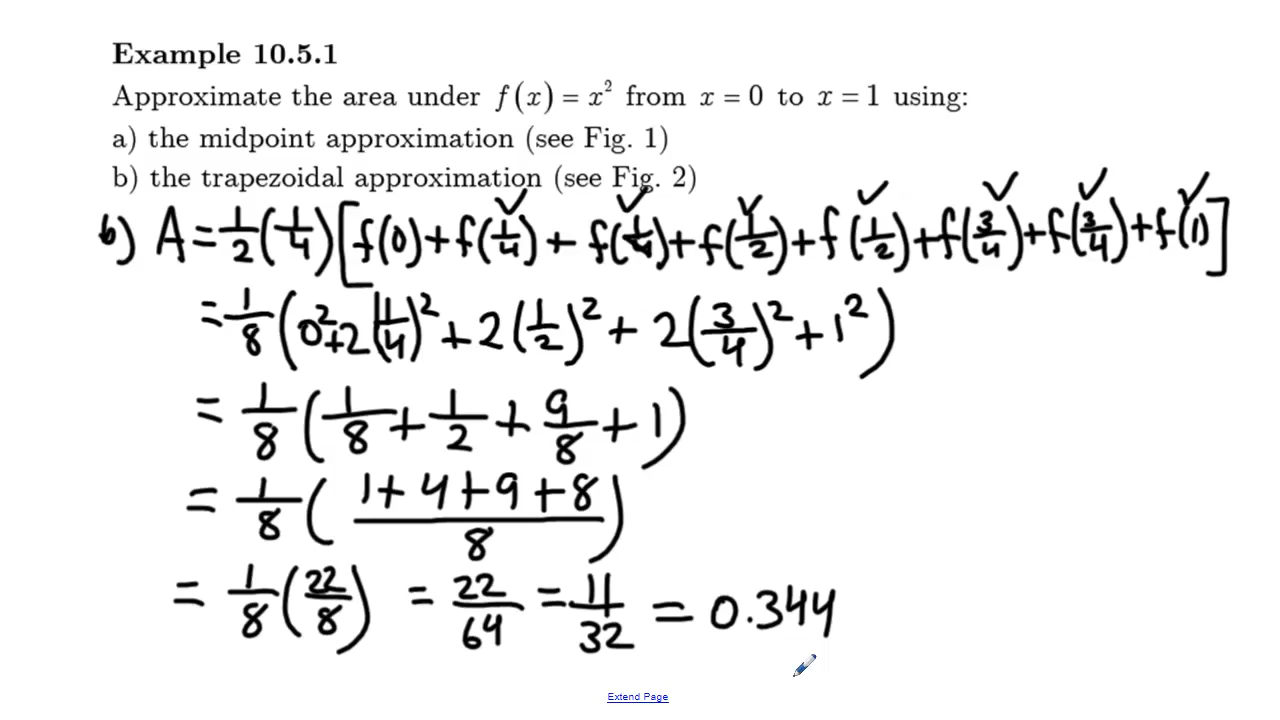 Example 10.5.1
Approximate the area under f(x) = x² from x = 0 to x = 1 using:
a) the midpoint approximation (see Fig. 1)
b) the trapezoidal approximation (see Fig. 2)
b) A = 1/2 (1/4) [f(0) + f(1/4) + f(1/4) + f(1/2) + f(1/2) + f(3/4) + f(3/4) + f(1)]
= 1/8 (0² + 2(1/4)² + 2(1/2)² + 2(3/4)² + 1²)
= 1/8 (1/8 + 1/2 + 9/8 + 1)
= 1/8 ((1 + 4 + 9 + 8)/8)
= 1/8 (22/8) = 22/64 = 11/32 = 0.344
Extend Page